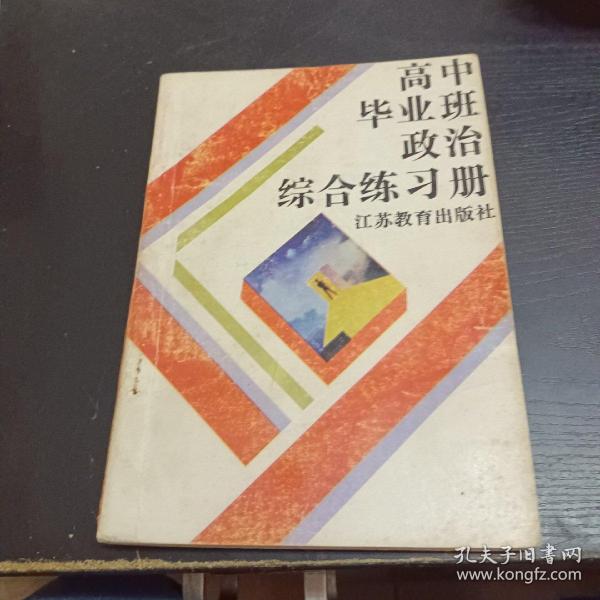 高中
毕业班
政治
综合练习册
江苏教育出版社
孔夫子旧书网
www.kongfz.com